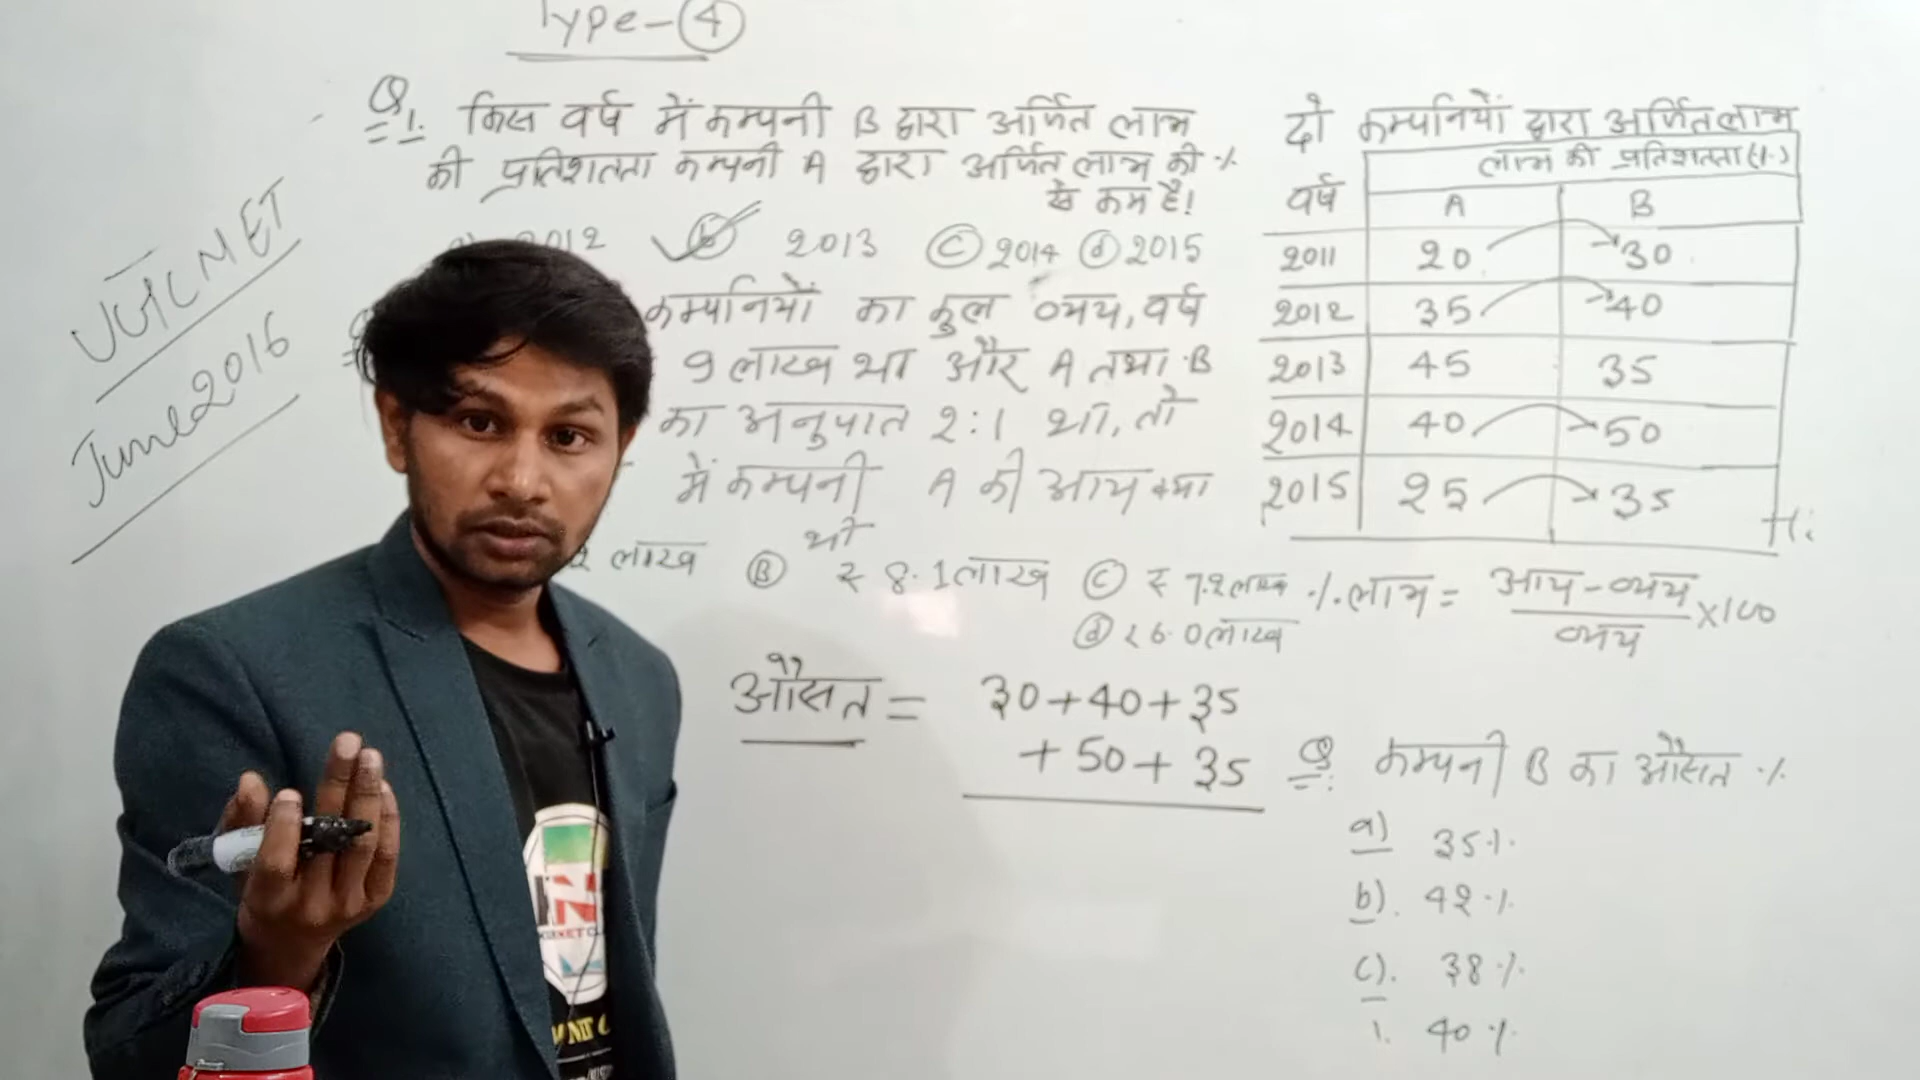 Type-4
Q.1. किस वर्ष में कम्पनी B द्वारा अर्जित लाभ
की प्रतिशतता कम्पनी A द्वारा अर्जित लाभ की %
से कम है!
2012 b 2013 C 2014 d 2015
कम्पनियों का कुल व्यय, वर्ष
9 लाख था और A तथा B
का अनुपात 2:1 था, तो
में कम्पनी A की आय क्या
थी
लाख B ₹ 8.1 लाख C ₹ 7.2 लाख
d ₹ 6.0 लाख
UGC NET
June 2016
दो कम्पनियों द्वारा अर्जित लाभ
लाभ की प्रतिशतता (%)
वर्ष A B
2011 20 30
2012 35 40
2013 45 35
2014 40 50
2015 25 35
%लाभ = आय-व्यय
व्यय
×100
औसत = 30+40+35
+50+35
Q. कम्पनी B का औसत %
a) 35%
b). 42%
c). 38%
40%